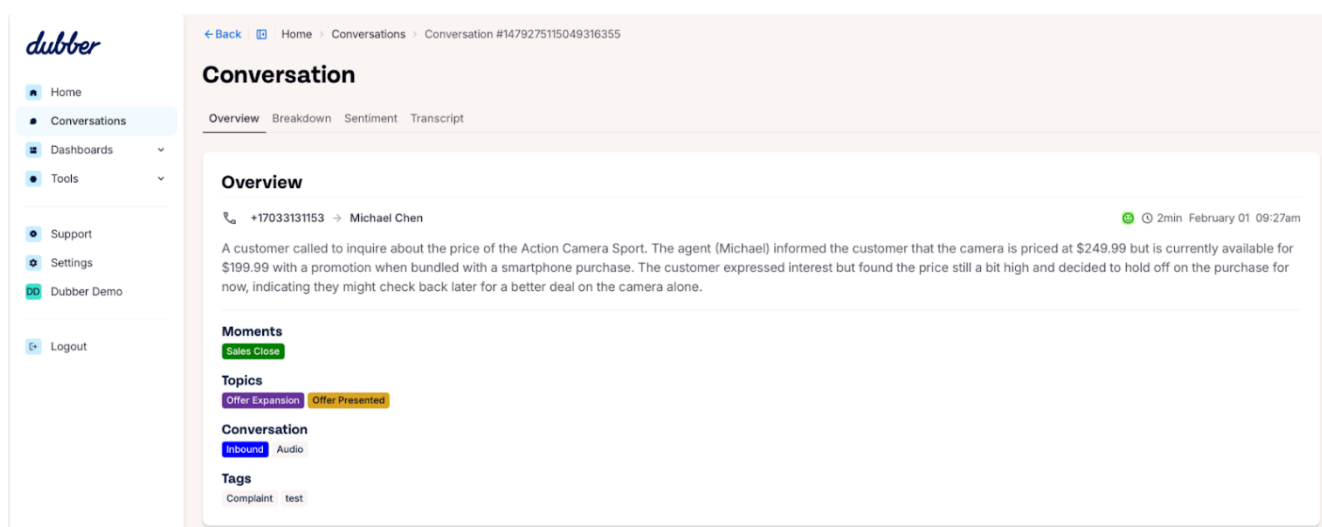 dubber
Home
Conversations
Dashboards
Tools
Support
Settings
DD Dubber Demo
Logout
Back Home > Conversations > Conversation #1479275115049316355
Conversation
Overview Breakdown Sentiment Transcript
Overview
+17033131153 → Michael Chen 2min February 01 09:27am
A customer called to inquire about the price of the Action Camera Sport. The agent (Michael) informed the customer that the camera is priced at $249.99 but is currently available for
$199.99 with a promotion when bundled with a smartphone purchase. The customer expressed interest but found the price still a bit high and decided to hold off on the purchase for
now, indicating they might check back later for a better deal on the camera alone.
Moments
Sales Close
Topics
Offer Expansion Offer Presented
Conversation
Inbound Audio
Tags
Complaint test